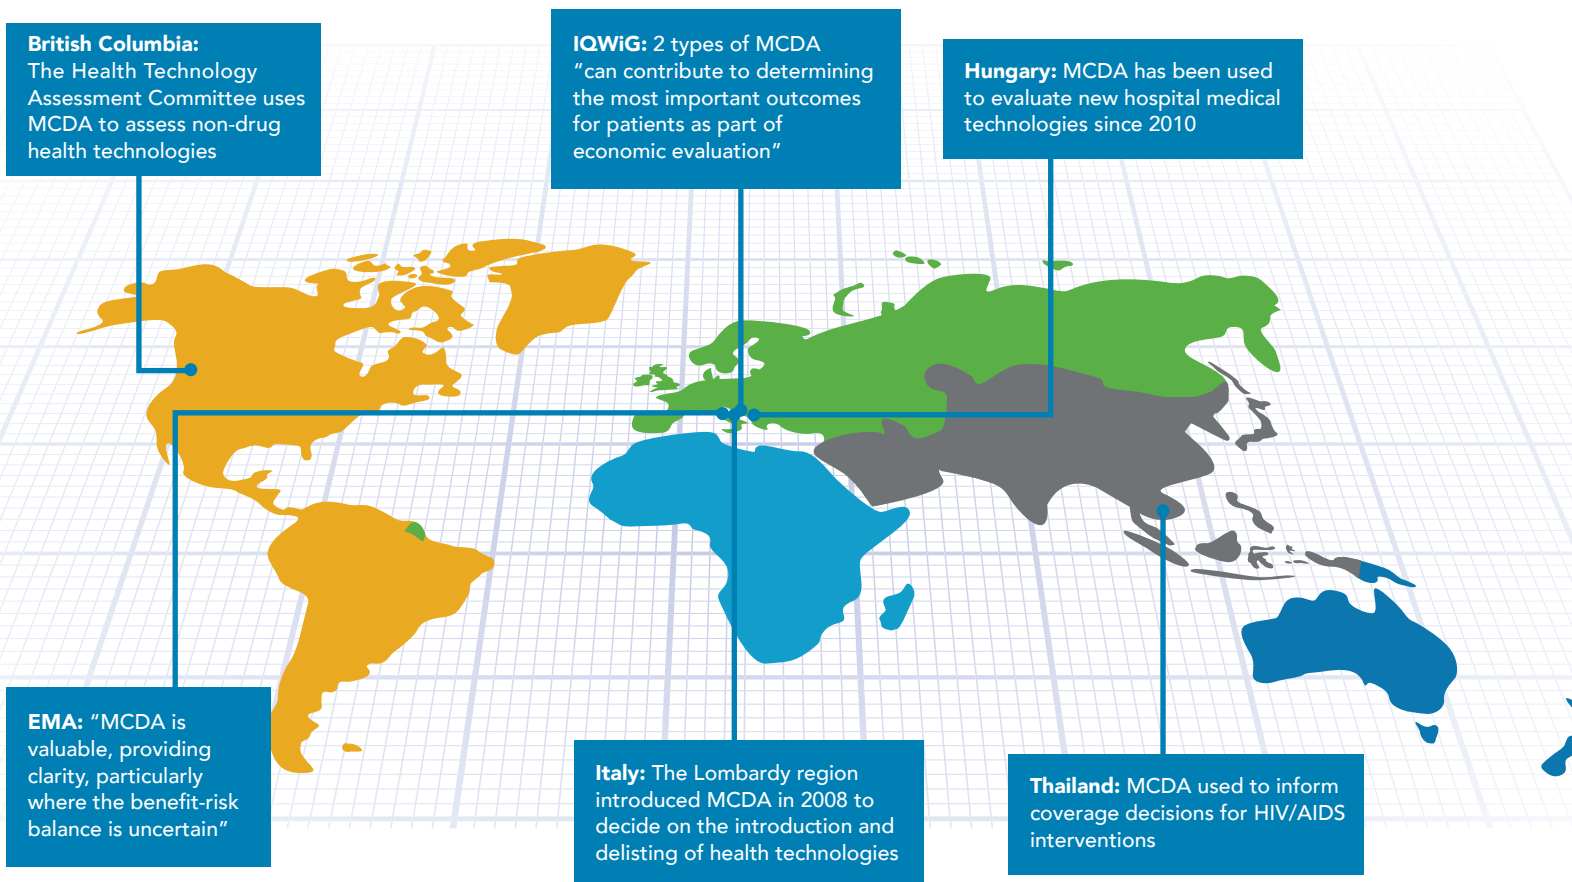 British Columbia:
The Health Technology
Assessment Committee uses
MCDA to assess non-drug
health technologies
IQWiG: 2 types of MCDA
“can contribute to determining
the most important outcomes
for patients as part of
economic evaluation”
Hungary: MCDA has been used
to evaluate new hospital medical
technologies since 2010
EMA: “MCDA is
valuable, providing
clarity, particularly
where the benefit-risk
balance is uncertain”
Italy: The Lombardy region
introduced MCDA in 2008 to
decide on the introduction and
delisting of health technologies
Thailand: MCDA used to inform
coverage decisions for HIV/AIDS
interventions